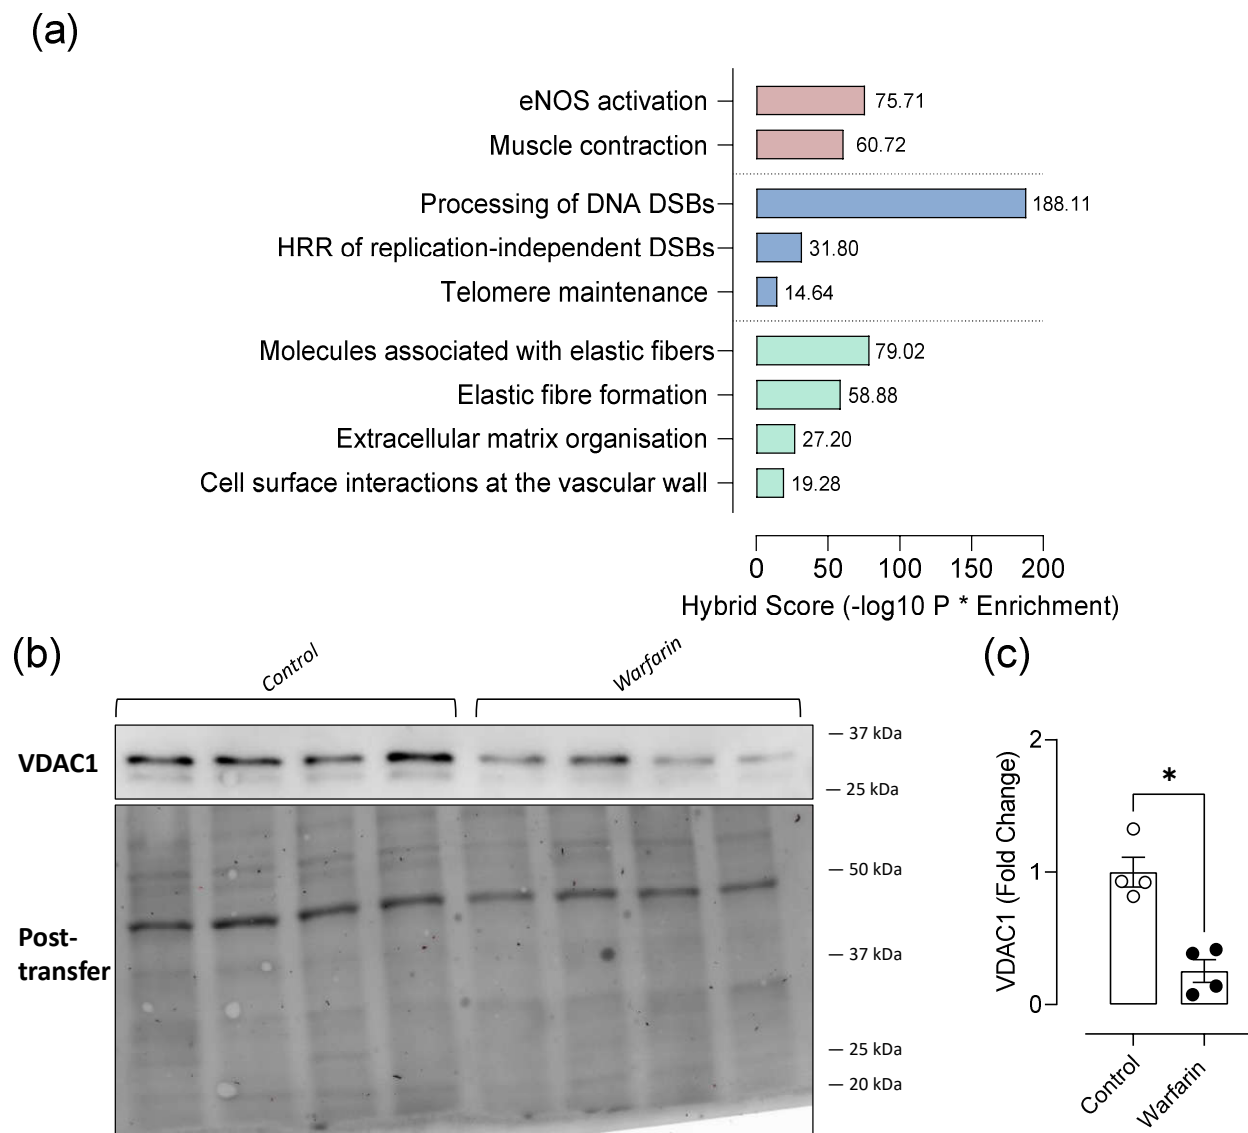 (a)
eNOS activation
75.71
Muscle contraction
60.72
Processing of DNA DSBs
188.11
HRR of replication-independent DSBs
31.80
Telomere maintenance
14.64
Molecules associated with elastic fibers
79.02
Elastic fibre formation
58.88
Extracellular matrix organisation
27.20
Cell surface interactions at the vascular wall
19.28
0 50 100 150 200
Hybrid Score (-log10 P * Enrichment)
(b)
Control
Warfarin
VDAC1
37 kDa
25 kDa
Post-
transfer
50 kDa
37 kDa
25 kDa
20 kDa
(c)
VDAC1 (Fold Change)
2
1
0
*
Control
Warfarin